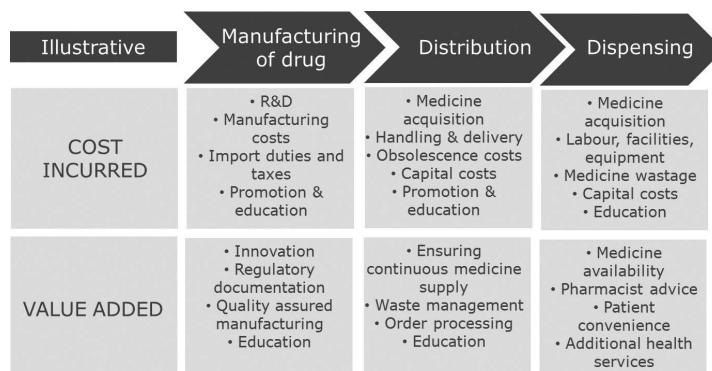 Illustrative
Manufacturing
of drug
Distribution
Dispensing
COST
INCURRED
• R&D
• Manufacturing
costs
• Import duties and
taxes
• Promotion &
education
• Medicine
acquisition
• Handling & delivery
• Obsolescence costs
• Capital costs
• Promotion &
education
• Medicine
acquisition
• Labour, facilities,
equipment
• Medicine wastage
• Capital costs
• Education
VALUE ADDED
• Innovation
• Regulatory
documentation
• Quality assured
manufacturing
• Education
• Ensuring
continuous medicine
supply
• Waste management
• Order processing
• Education
• Medicine
availability
• Pharmacist advice
• Patient
convenience
• Additional health
services